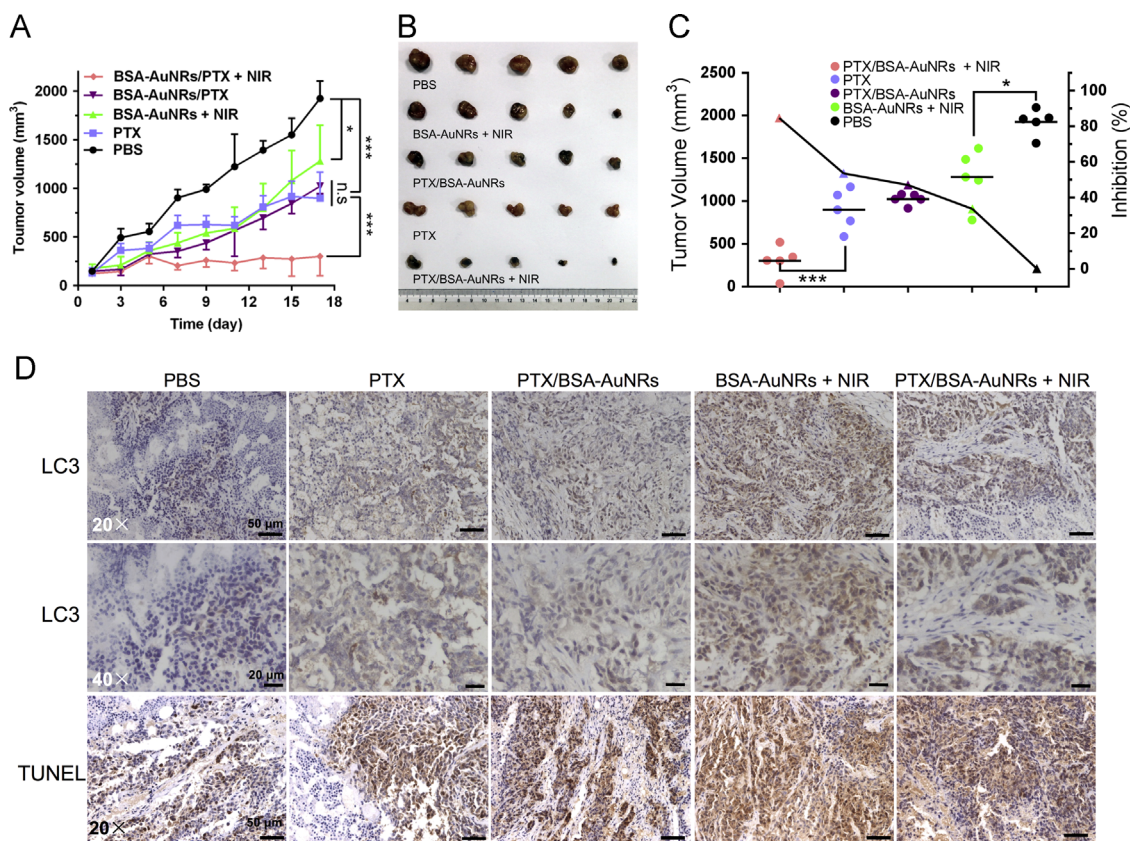 A
BSA-AuNRs/PTX + NIR
BSA-AuNRs/PTX
BSA-AuNRs + NIR
PTX
PBS
Toumor volume (mm³)
2000
1500
1000
500
0
0 3 6 9 12 15 18
Time (day)
*
***
n.s
***
B
PBS
BSA-AuNRs + NIR
PTX/BSA-AuNRs
PTX
PTX/BSA-AuNRs + NIR
C
PTX/BSA-AuNRs + NIR
PTX
PTX/BSA-AuNRs
BSA-AuNRs + NIR
PBS
Tumor Volume (mm³)
2500
2000
1500
1000
500
0
***
*
100
80
60
40
20
0
Inhibition (%)
D
PBS PTX PTX/BSA-AuNRs BSA-AuNRs + NIR PTX/BSA-AuNRs + NIR
LC3
20× 50 µm
LC3
40× 20 µm
TUNEL
20× 50 µm